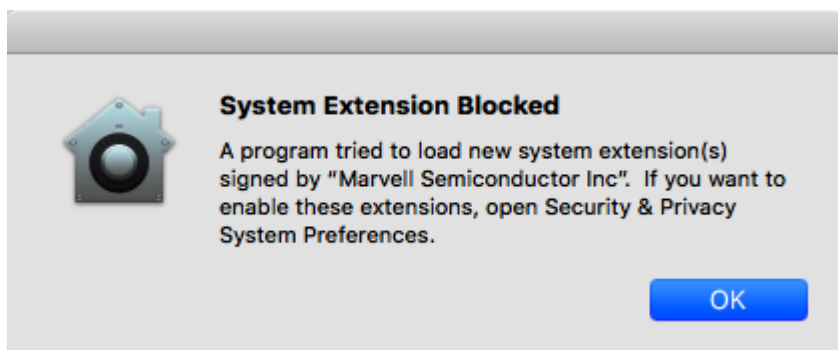 System Extension Blocked
A program tried to load new system extension(s)
signed by “Marvell Semiconductor Inc”.  If you want to
enable these extensions, open Security & Privacy
System Preferences.
OK